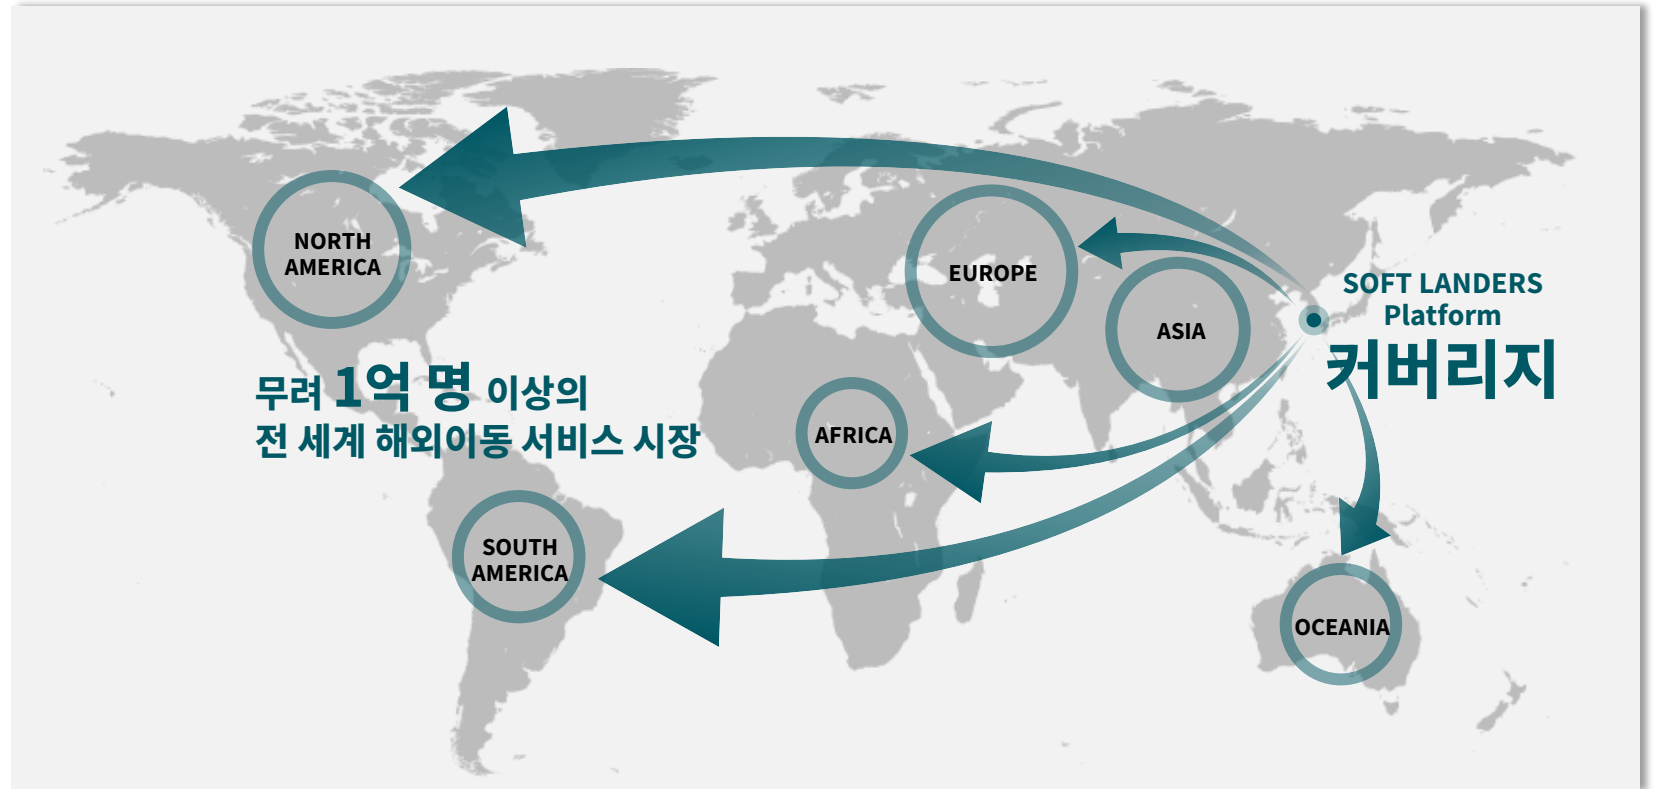 NORTH
AMERICA
EUROPE
ASIA
SOFT LANDERS
Platform
커버리지
무려 1억 명 이상의
전 세계 해외이동 서비스 시장
AFRICA
SOUTH
AMERICA
OCEANIA